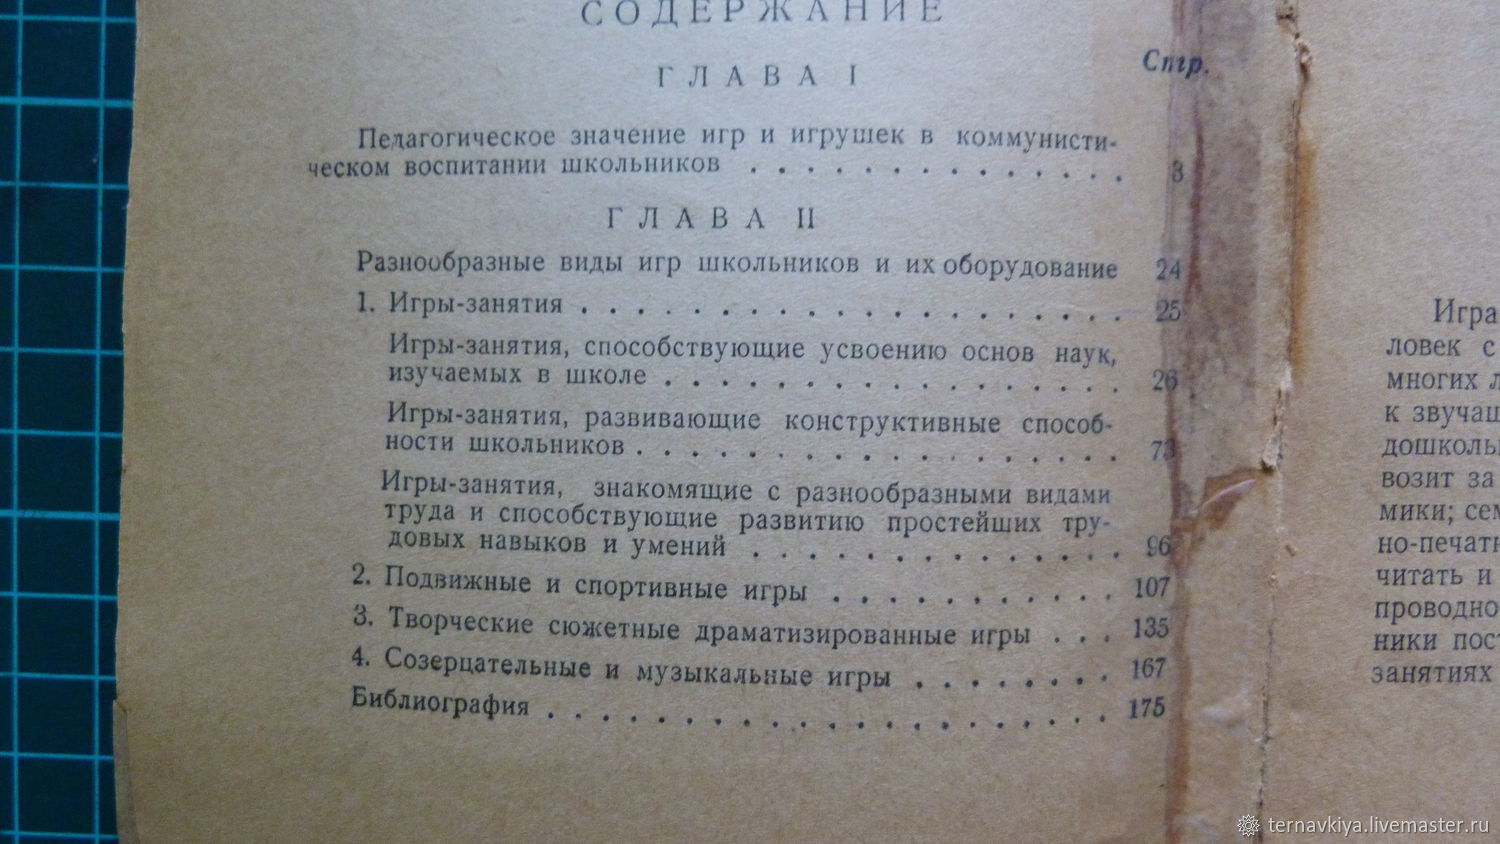 СОДЕРЖАНИЕ
Стр.
ГЛАВА I
Педагогическое значение игр и игрушек в коммунисти-
ческом воспитании школьников . . . . . . . . . . . . . . 3
ГЛАВА II
Разнообразные виды игр школьников и их оборудование 24
1. Игры-занятия . . . . . . . . . . . . . . . . . . . 25
Игры-занятия, способствующие усвоению основ наук,
изучаемых в школе . . . . . . . . . . . . . . . . 26
Игры-занятия, развивающие конструктивные способ-
ности школьников . . . . . . . . . . . . . . . . . 73
Игры-занятия, знакомящие с разнообразными видами
труда и способствующие развитию простейших тру-
довых навыков и умений . . . . . . . . . . . . . 96
2. Подвижные и спортивные игры . . . . . . . . . . 107
3. Творческие сюжетные драматизированные игры . . . 135
4. Созерцательные и музыкальные игры . . . . . . . . 167
Библиография . . . . . . . . . . . . . . . . . . . . 175
Игра
ловек с
многих
к звучащ
дошколь
возит за
мики; сем
но-печат
читать и
проводно
ники пос
занятиях
ternavkiya.livemaster.ru